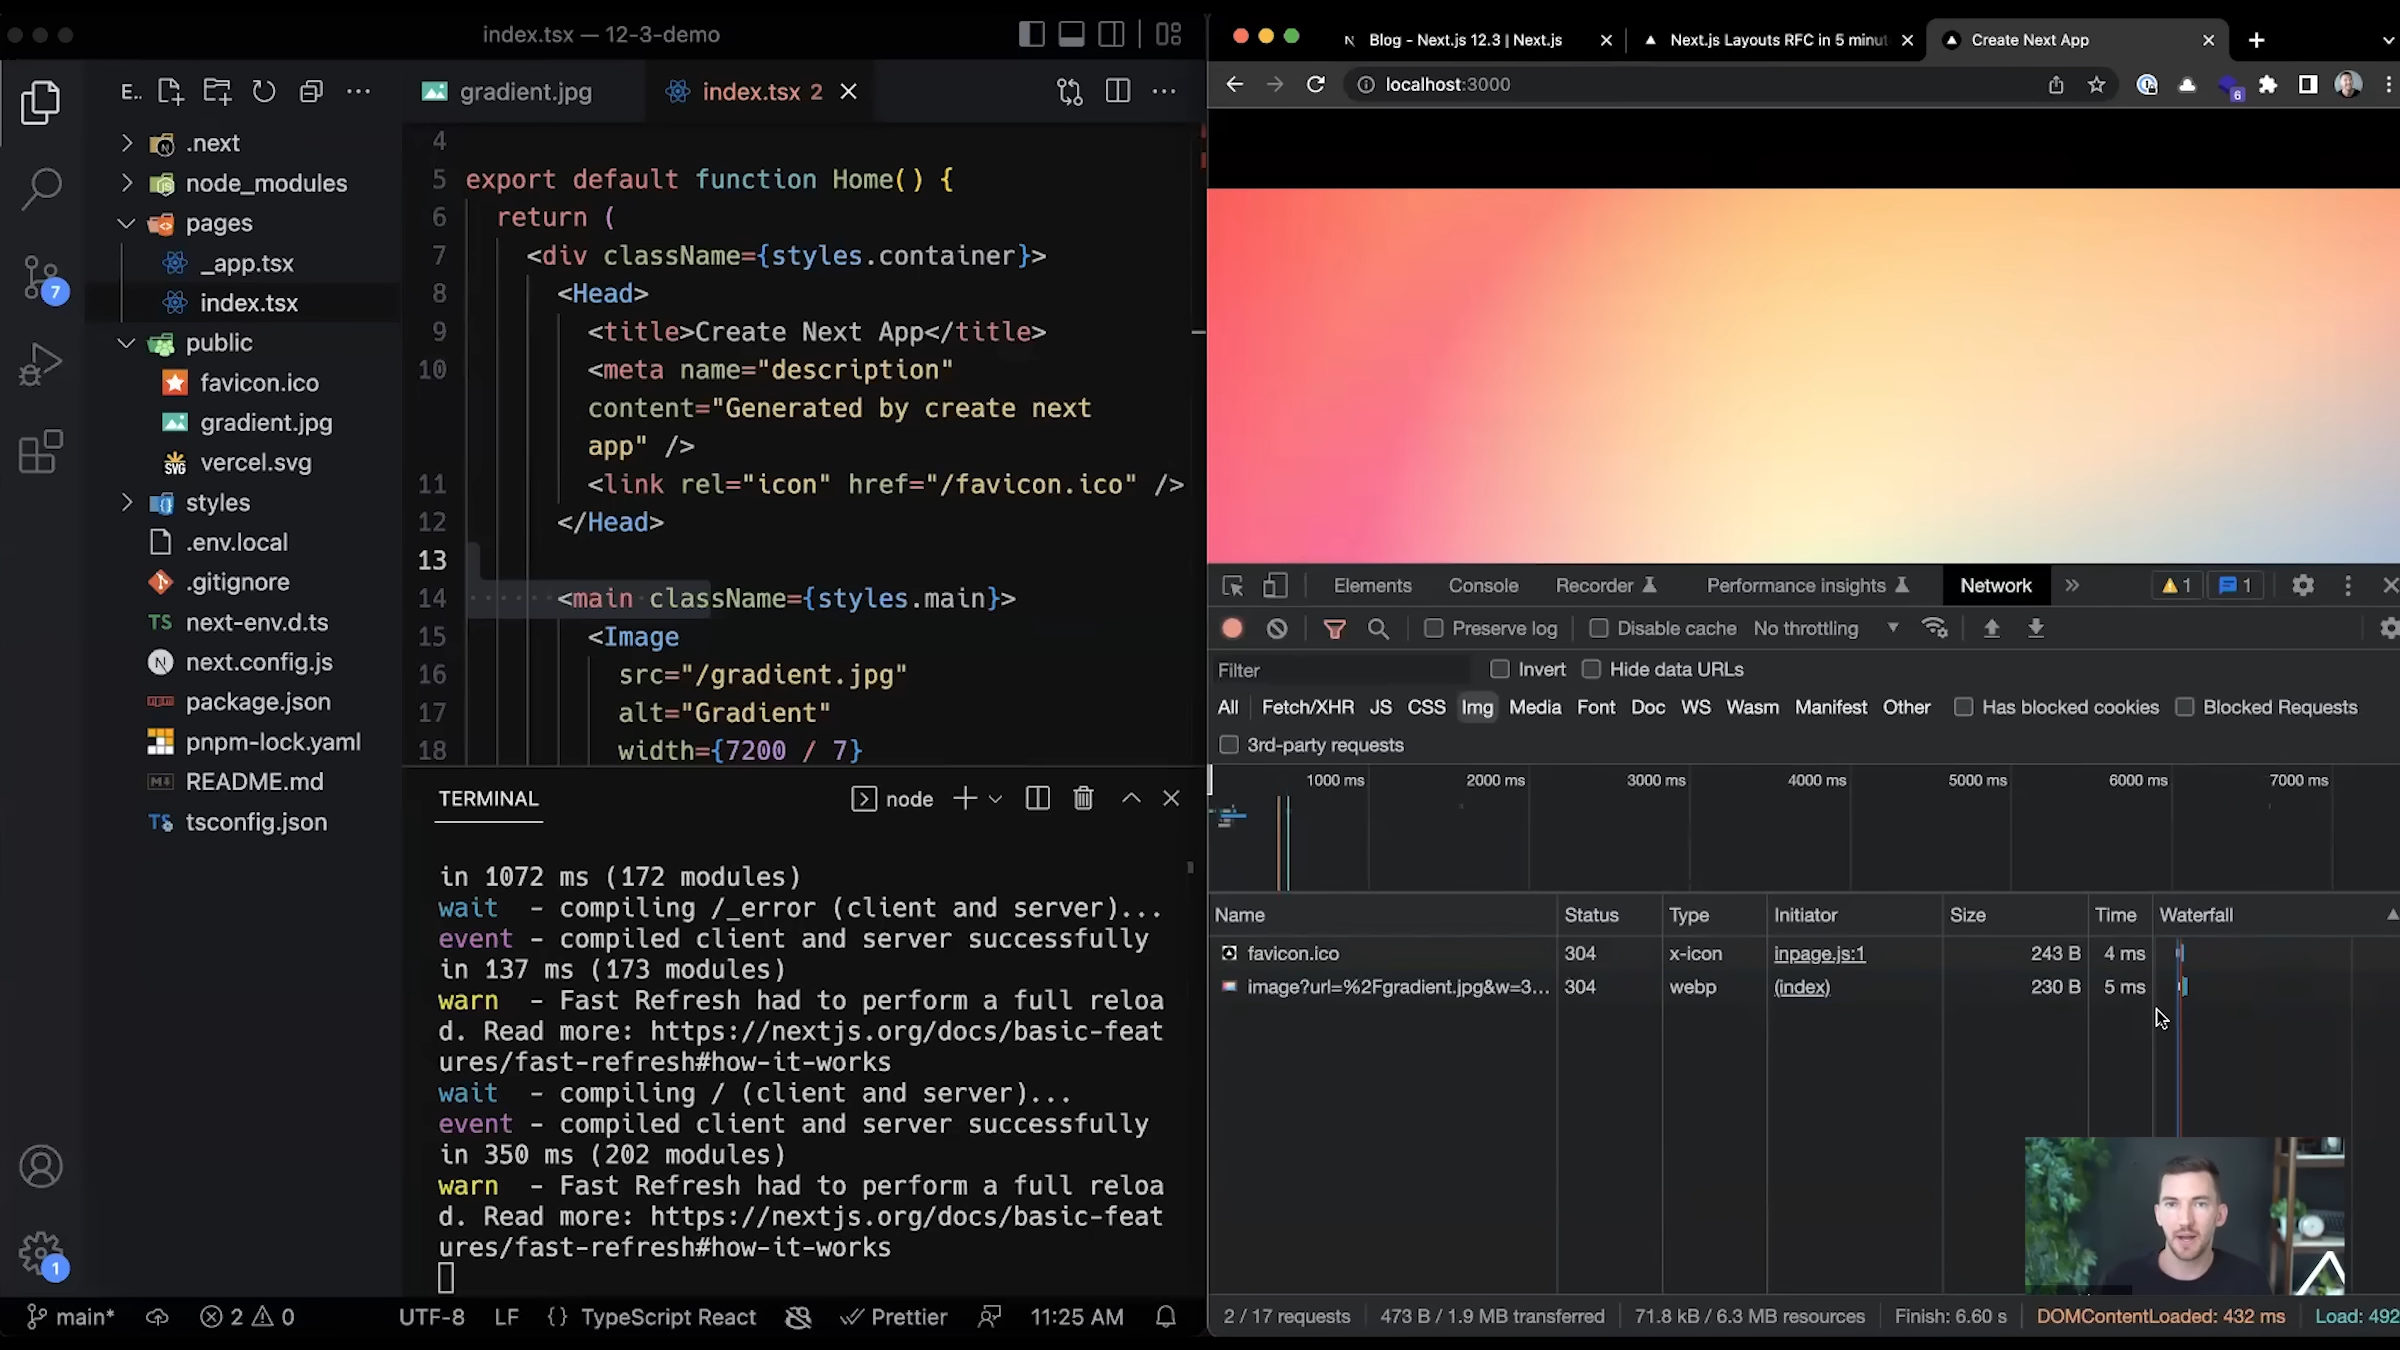 index.tsx — 12-3-demo
E..
.next
node_modules
pages
_app.tsx
index.tsx
public
favicon.ico
gradient.jpg
vercel.svg
styles
.env.local
.gitignore
TS next-env.d.ts
next.config.js
package.json
pnpm-lock.yaml
README.md
tsconfig.json
7
1
gradient.jpg
index.tsx 2
4
5 export default function Home() {
6 return (
7 <div className={styles.container}>
8 <Head>
9 <title>Create Next App</title>
10 <meta name="description"
content="Generated by create next
app" />
11 <link rel="icon" href="/favicon.ico" />
12 </Head>
13
14 <main className={styles.main}>
15 <Image
16 src="/gradient.jpg"
17 alt="Gradient"
18 width={7200 / 7}
TERMINAL
node
in 1072 ms (172 modules)
wait - compiling /_error (client and server)...
event - compiled client and server successfully
in 137 ms (173 modules)
warn - Fast Refresh had to perform a full reloa
d. Read more: https://nextjs.org/docs/basic-feat
ures/fast-refresh#how-it-works
wait - compiling / (client and server)...
event - compiled client and server successfully
in 350 ms (202 modules)
warn - Fast Refresh had to perform a full reloa
d. Read more: https://nextjs.org/docs/basic-feat
ures/fast-refresh#how-it-works
main* 2 0 UTF-8 LF {} TypeScript React Prettier 11:25 AM
Blog - Next.js 12.3 | Next.js
Next.js Layouts RFC in 5 minut
Create Next App
localhost:3000
6
Elements Console Recorder Performance insights Network » 1 1
Preserve log Disable cache No throttling
Filter Invert Hide data URLs
All Fetch/XHR JS CSS Img Media Font Doc WS Wasm Manifest Other Has blocked cookies Blocked Requests
3rd-party requests
1000 ms 2000 ms 3000 ms 4000 ms 5000 ms 6000 ms 7000 ms
Name Status Type Initiator Size Time Waterfall
favicon.ico 304 x-icon inpage.js:1 243 B 4 ms
image?url=%2Fgradient.jpg&w=3... 304 webp (index) 230 B 5 ms
2 / 17 requests 473 B / 1.9 MB transferred 71.8 kB / 6.3 MB resources Finish: 6.60 s DOMContentLoaded: 432 ms Load: 492